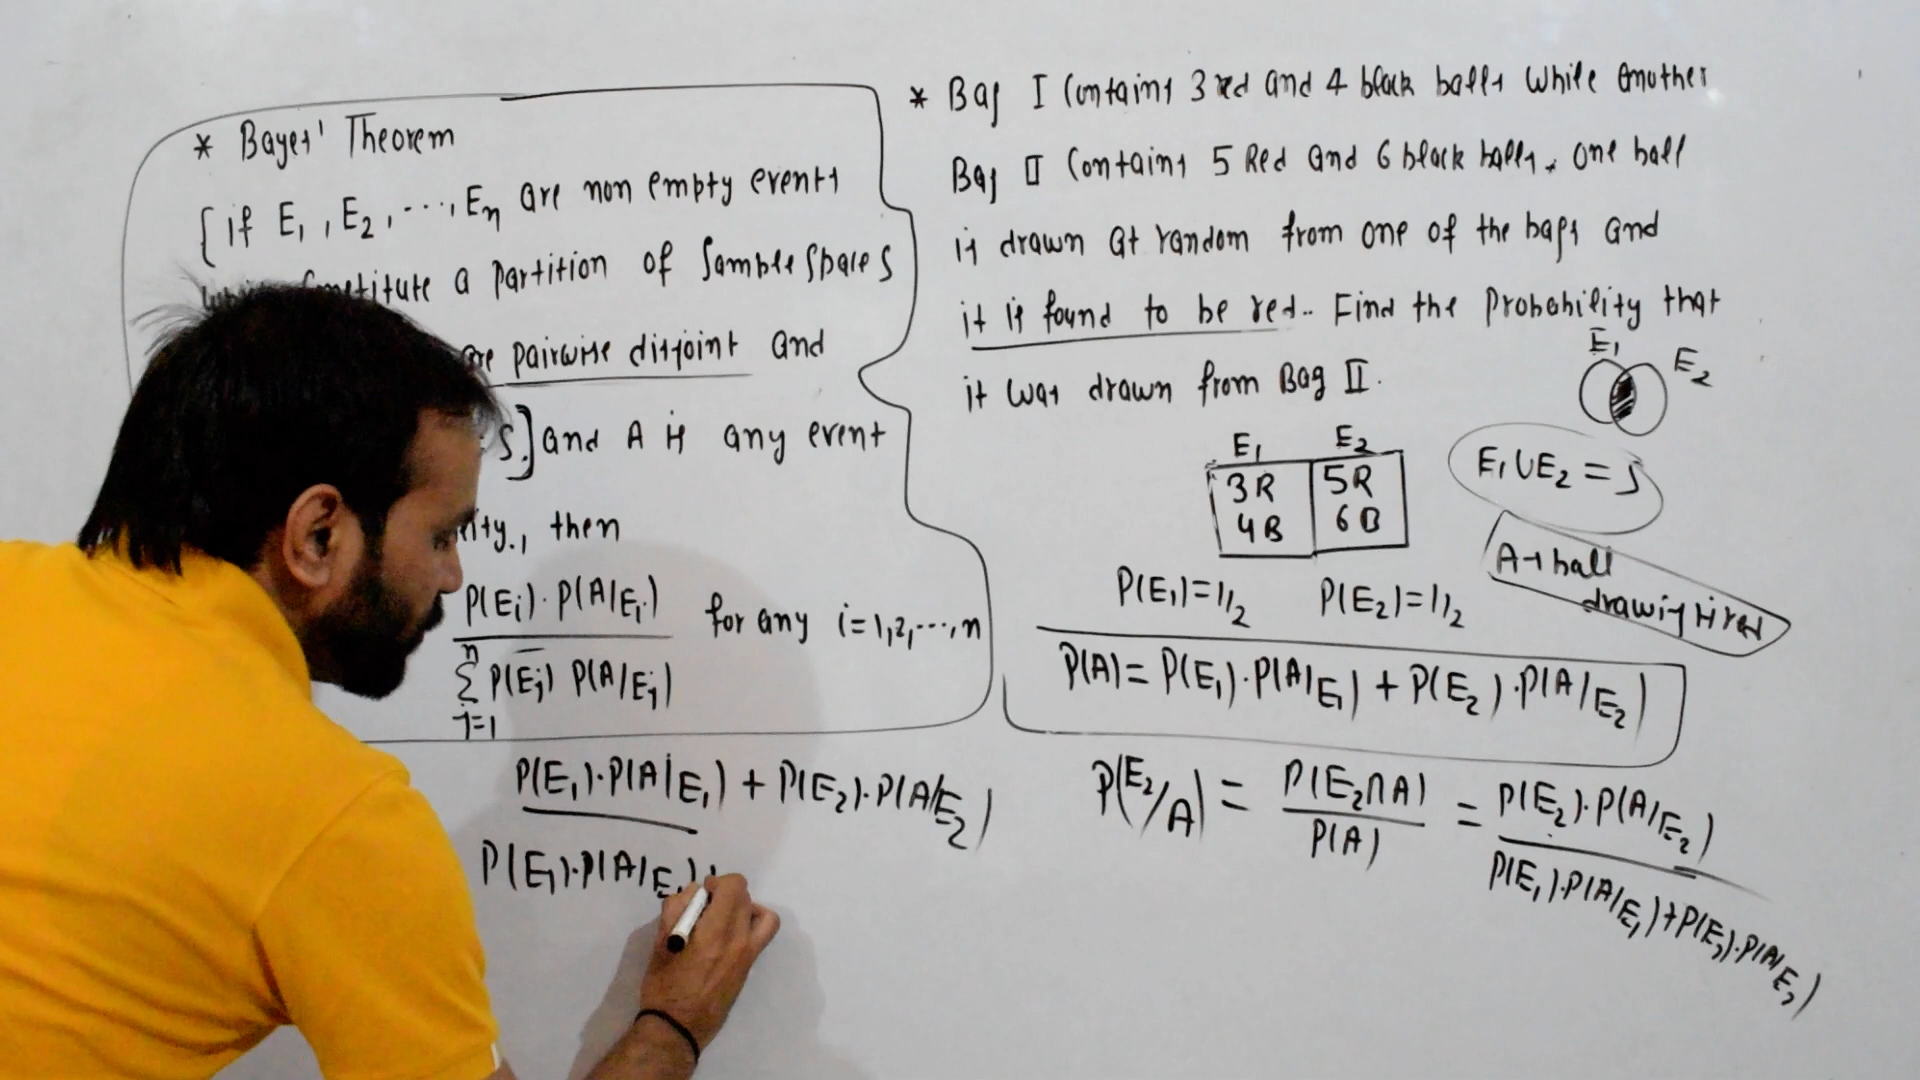 * Bayes' Theorem
[if E₁, E₂, ...., Eₙ are non empty events
constitute a partition of Sample Space S
are pairwise disjoint and
S.] and A is any event
then
P(Eᵢ)·P(A|Eᵢ) for any i=1,2,....,n
n
Σ P(Eⱼ) P(A/Eⱼ)
j=1
P(E₁)·P(A|E₁) + P(E₂)·P(A/E₂)
P(E₁)·P(A|E₁)
* Bag I Contains 3 red and 4 black balls While another
Bag II Contains 5 Red and 6 black balls. One ball
is drawn at random from one of the bags and
it is found to be red.. Find the Probability that
it was drawn from Bag II.
E₁ E₂
E₁ E₂
3R 5R
4B 6B
E₁∪E₂ = S
A→ball
drawing is red
P(E₁)=1/2 P(E₂)=1/2
P(A)= P(E₁)·P(A|E₁) + P(E₂)·P(A/E₂)
P(E₂/A) = P(E₂∩A) = P(E₂)·P(A/E₂)
P(A) P(E₁)·P(A|E₁)+P(E₂)·P(A/E₂)